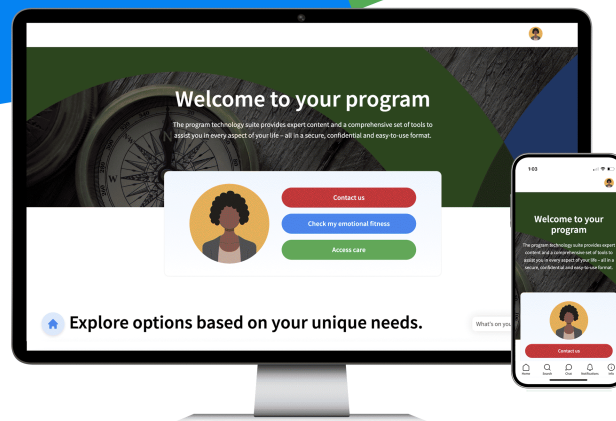 Welcome to your program
The program technology suite provides expert content and a comprehensive set of tools to
assist you in every aspect of your life – all in a secure, confidential and easy-to-use format.
W
Contact us
Check my emotional fitness
Access care
Explore options based on your unique needs.
What's on you
1:03
Welcome to your
program
The program technology suite provides expert
content and a comprehensive set of tools to
assist you in every aspect of your life – all in a
secure, confidential and easy-to-use format.
Contact us
Home Search Chat Notifications Info